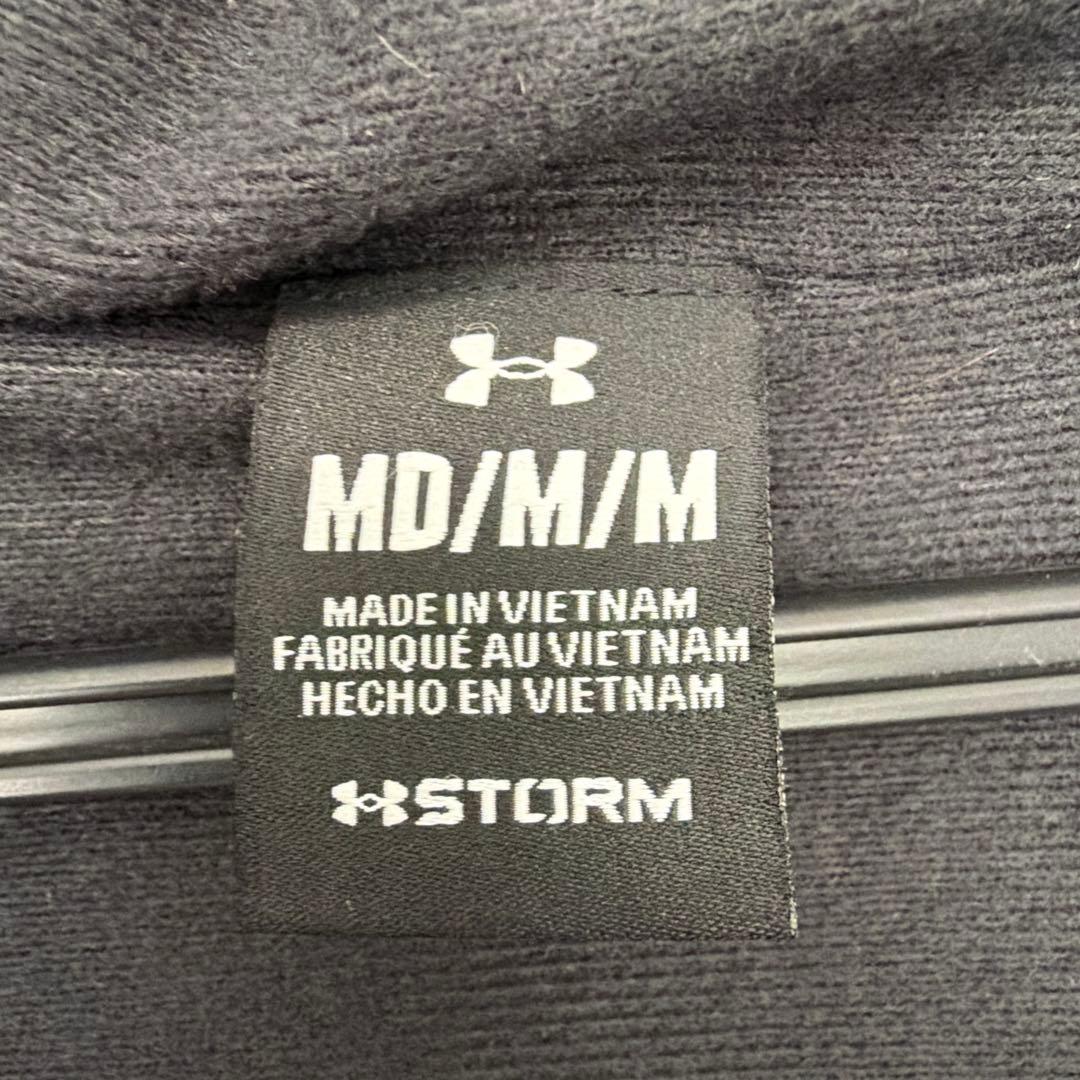 MD/M/M
MADE IN VIETNAM
FABRIQUÉ AU VIETNAM
HECHO EN VIETNAM
STORM